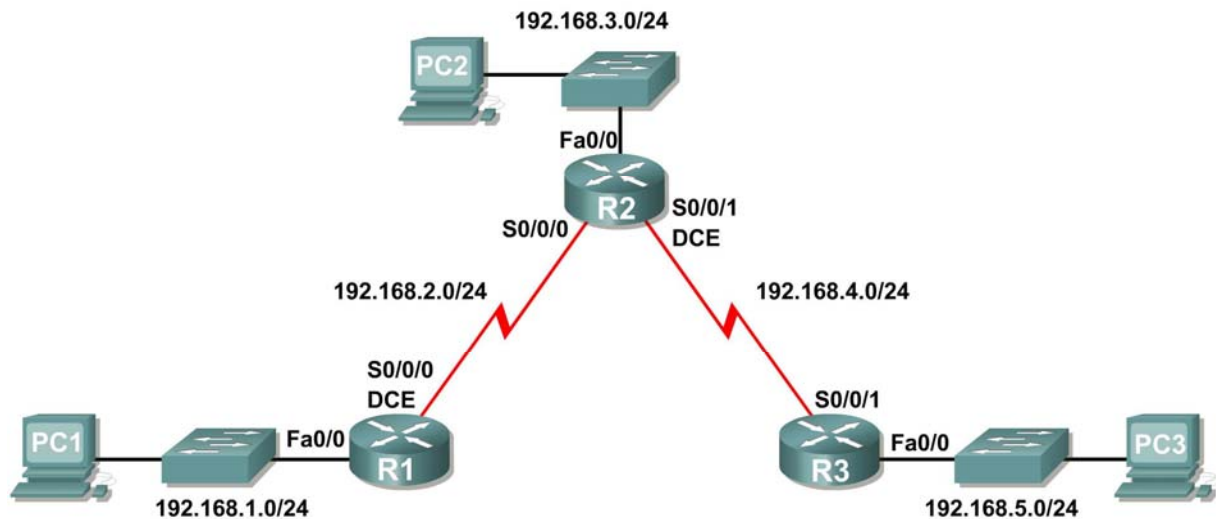 192.168.3.0/24
PC2
Fa0/0
R2
S0/0/0
S0/0/1
DCE
192.168.2.0/24
192.168.4.0/24
S0/0/0
DCE
S0/0/1
PC1
Fa0/0
R1
R3
Fa0/0
PC3
192.168.1.0/24
192.168.5.0/24